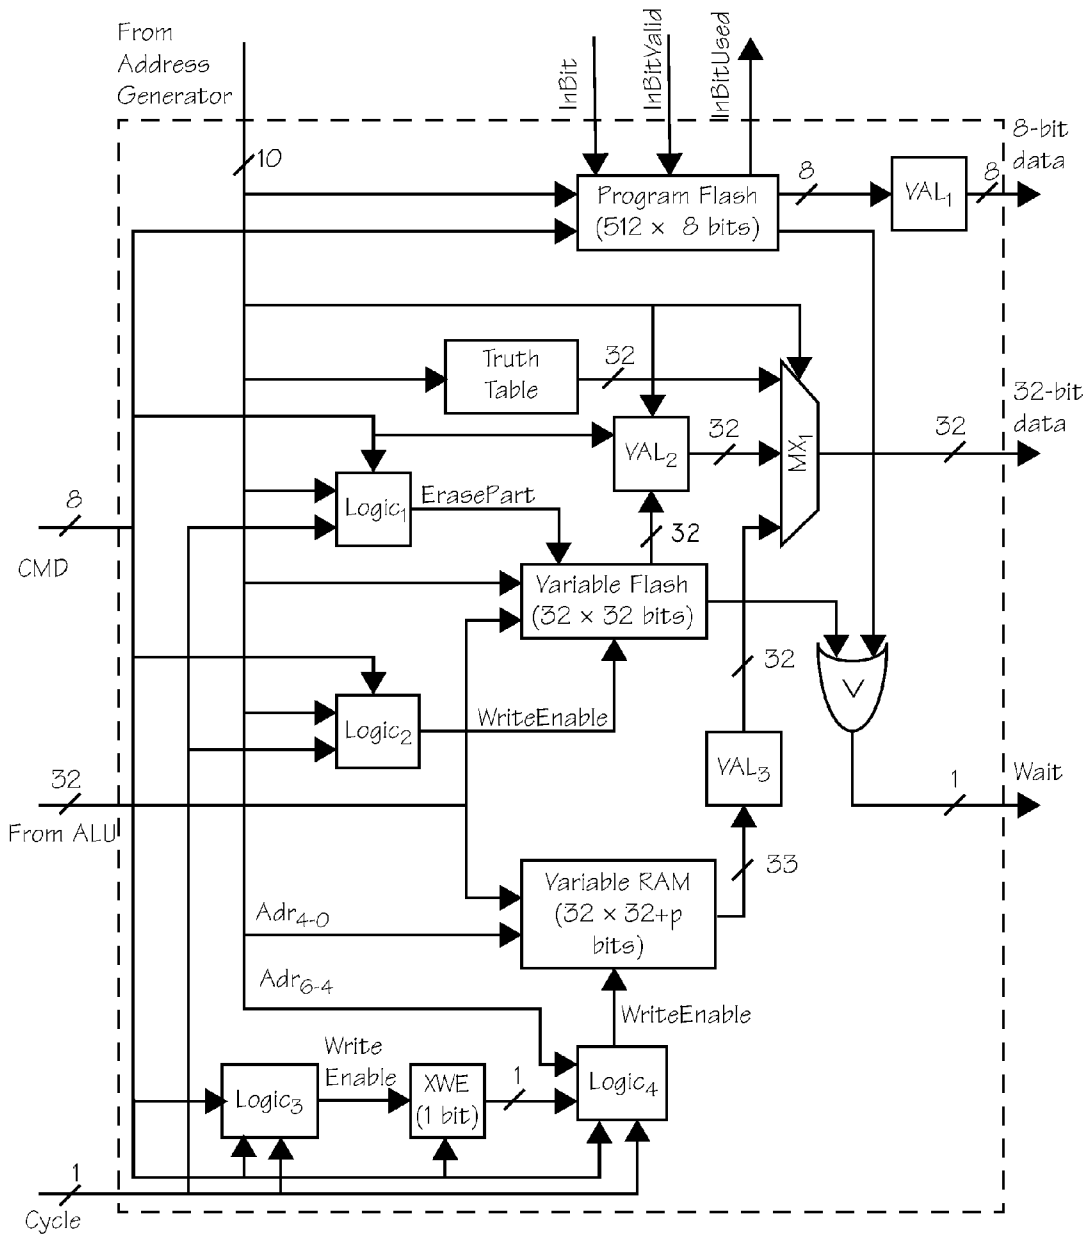 From
Address
Generator
InBit
InBitValid
InBitUsed
10
8-bit
data
Program Flash
(512 × 8 bits)
8
VAL1
8
Truth
Table
32
32-bit
data
VAL2
32
MX1
32
8
CMD
Logic1
ErasePart
32
Variable Flash
(32 × 32 bits)
32
V
Logic2
WriteEnable
VAL3
32
From ALU
1
Wait
33
Variable RAM
(32 × 32+p
bits)
Adr4-0
Adr6-4
WriteEnable
Logic3
Write
Enable
XWE
(1 bit)
1
Logic4
1
Cycle